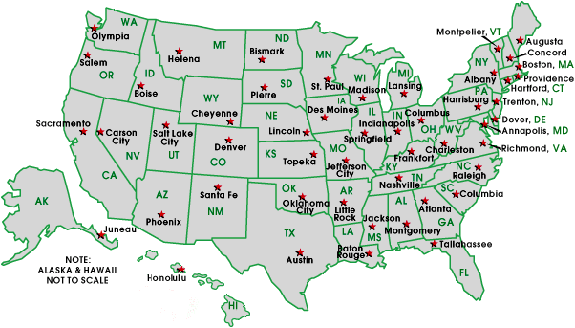 WA
Olympia
Salem
OR
MT
Helena
ID
Boise
ND
Bismark
SD
Pierre
WY
Cheyenne
MN
St. Paul
WI
Madison
MI
Lansing
Montpelier, VT
Augusta
Concord
Boston, MA
Providence
Hartford, CT
NY
Albany
PA
Harrisburg
Trenton, NJ
Dover, DE
Annapolis, MD
Richmond, VA
Sacramento
Carson
City
NV
CA
Salt Lake
City
UT
Denver
CO
NE
Lincoln
IA
Des Moines
IL
Springfield
IN
Indianapolis
Columbus
OH
WV
Charleston
KS
Topeka
MO
Jefferson
City
KY
Frankfort
TN
Nashville
NC
Raleigh
SC
Columbia
AZ
Phoenix
Santa Fe
NM
OK
Oklahoma
City
AR
Little
Rock
TX
Austin
LA
Baton
Rouge
MS
Jackson
AL
Montgomery
GA
Atlanta
Tallahassee
FL
AK
Juneau
NOTE:
ALASKA & HAWAII
NOT TO SCALE
Honolulu
HI